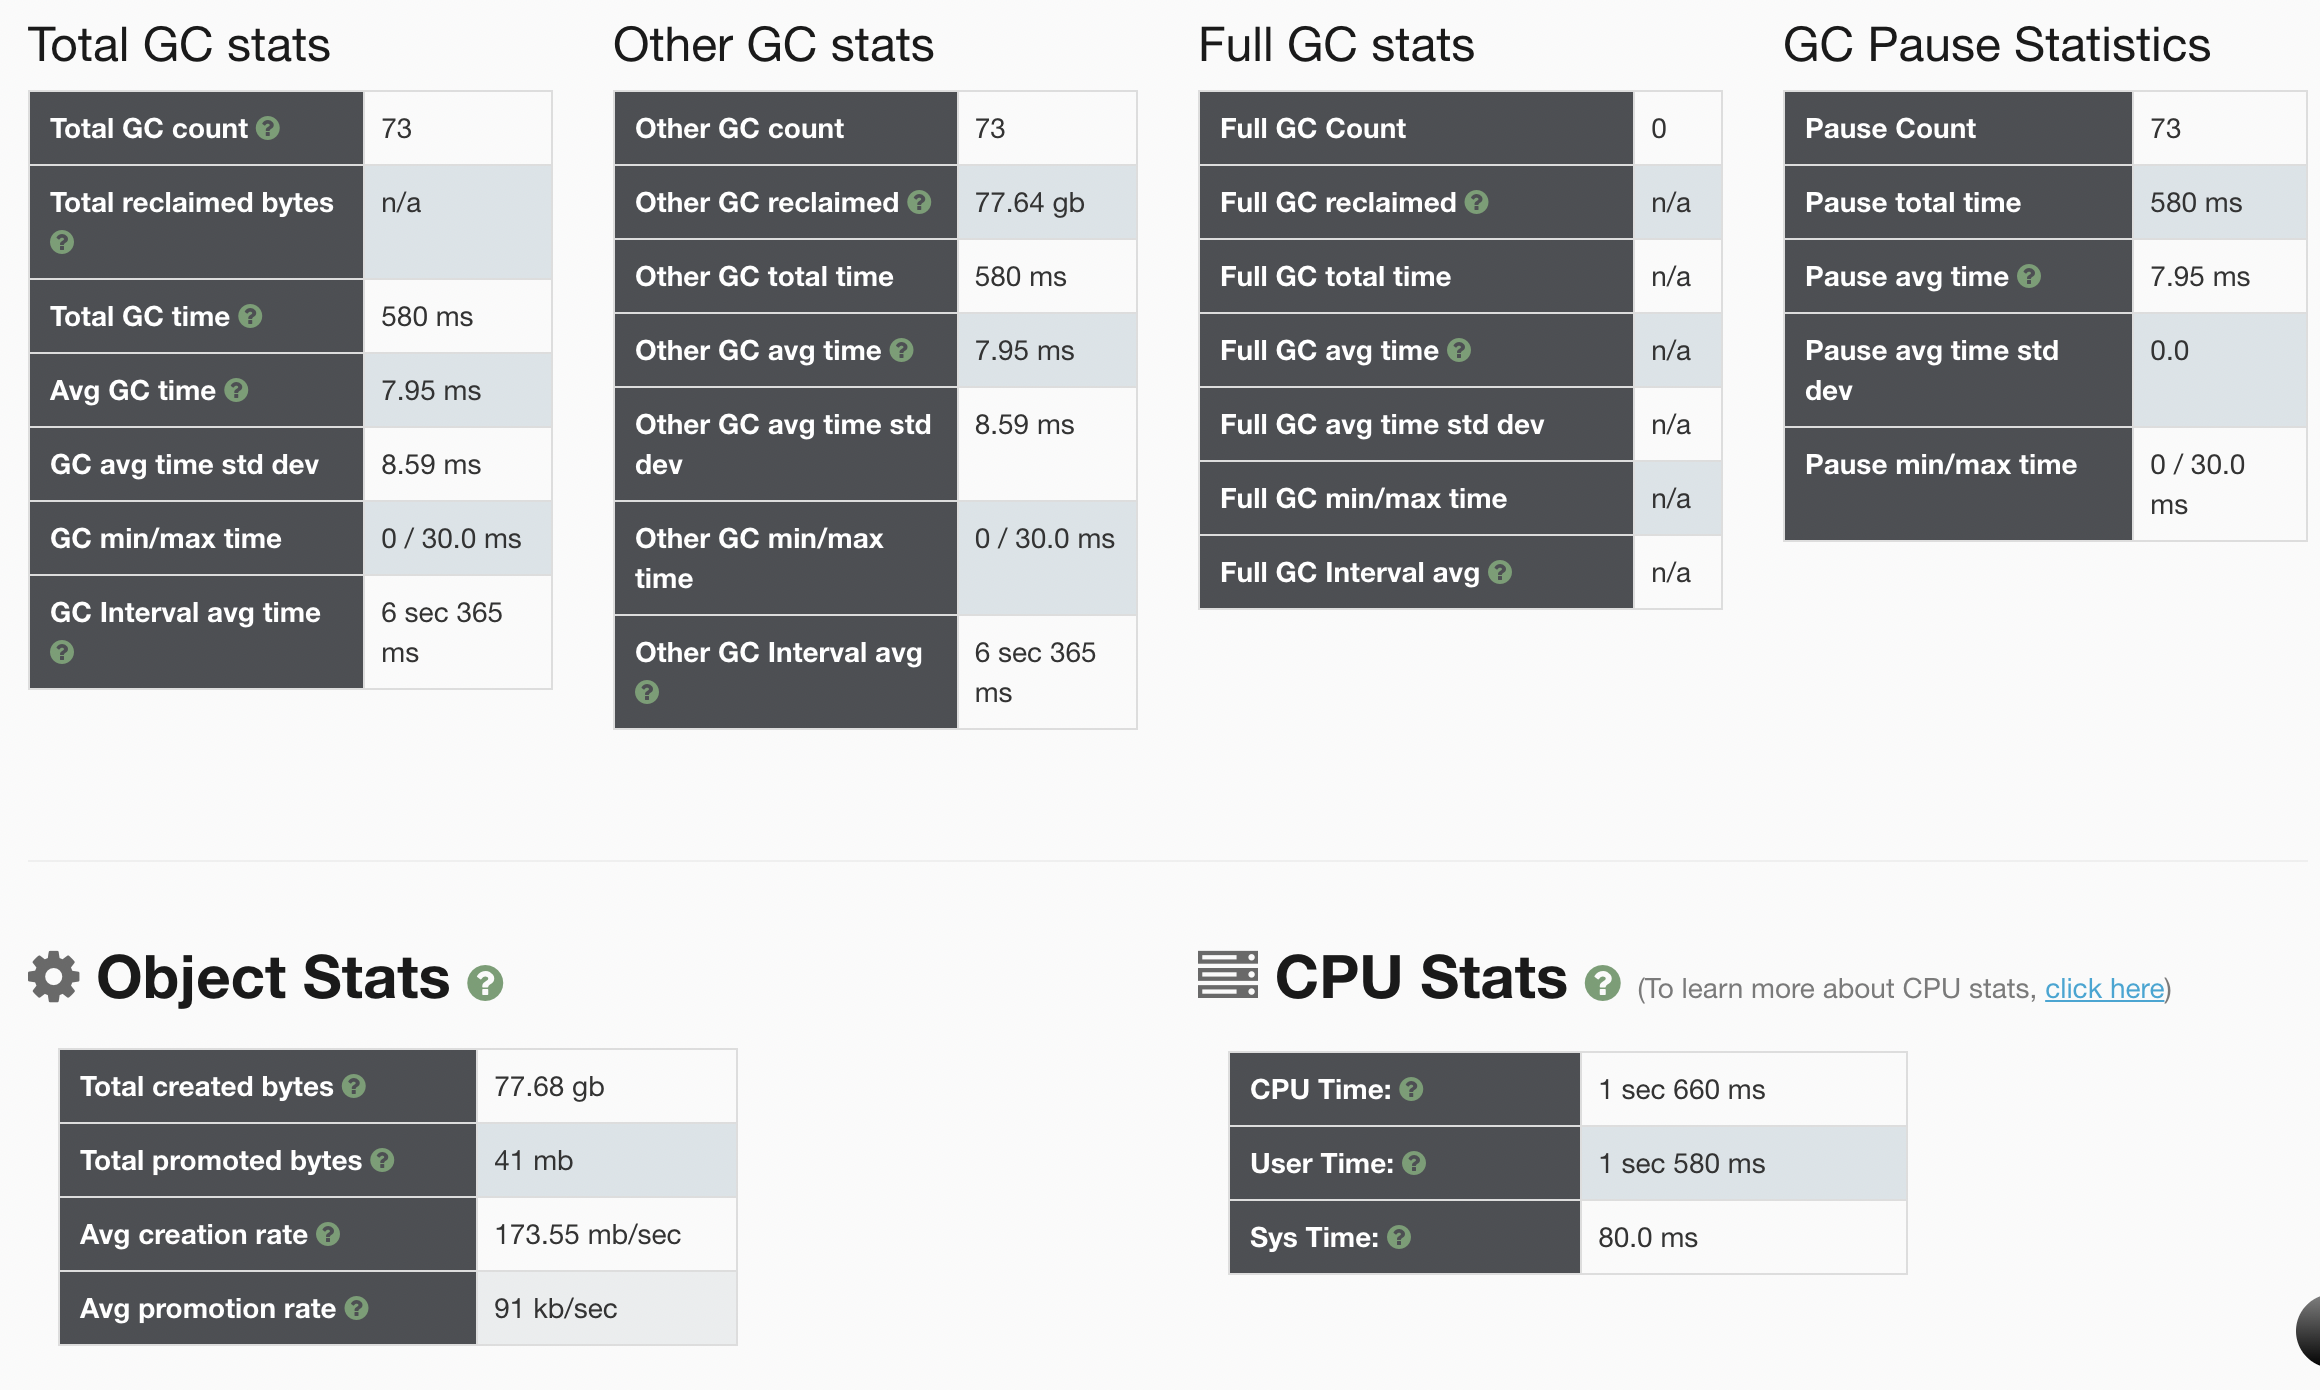 Total GC stats
Total GC count 73
Total reclaimed bytes n/a
Total GC time 580 ms
Avg GC time 7.95 ms
GC avg time std dev 8.59 ms
GC min/max time 0 / 30.0 ms
GC Interval avg time 6 sec 365
ms
Other GC stats
Other GC count 73
Other GC reclaimed 77.64 gb
Other GC total time 580 ms
Other GC avg time 7.95 ms
Other GC avg time std 8.59 ms
dev
Other GC min/max 0 / 30.0 ms
time
Other GC Interval avg 6 sec 365
ms
Full GC stats
Full GC Count 0
Full GC reclaimed n/a
Full GC total time n/a
Full GC avg time n/a
Full GC avg time std dev n/a
Full GC min/max time n/a
Full GC Interval avg n/a
GC Pause Statistics
Pause Count 73
Pause total time 580 ms
Pause avg time 7.95 ms
Pause avg time std 0.0
dev
Pause min/max time 0 / 30.0
ms
Object Stats
Total created bytes 77.68 gb
Total promoted bytes 41 mb
Avg creation rate 173.55 mb/sec
Avg promotion rate 91 kb/sec
CPU Stats (To learn more about CPU stats, click here)
CPU Time: 1 sec 660 ms
User Time: 1 sec 580 ms
Sys Time: 80.0 ms